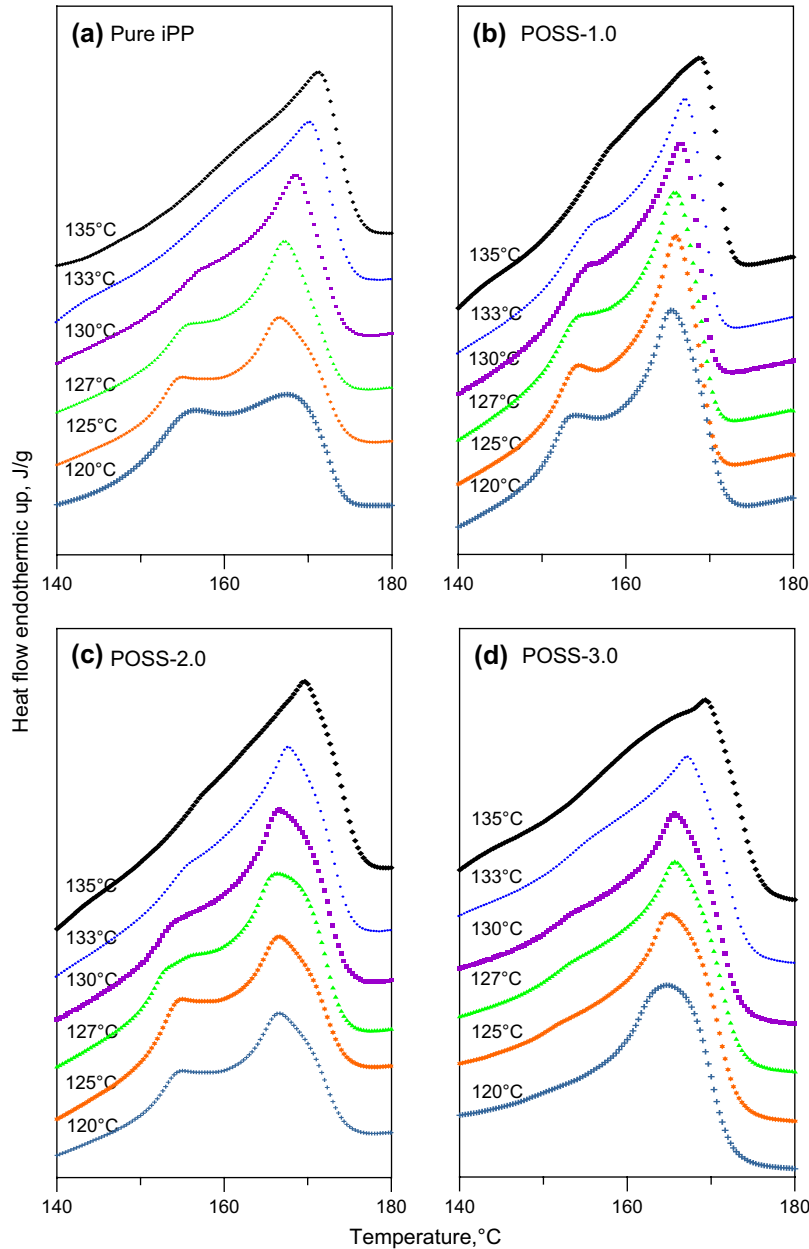 (a) Pure iPP
135°C
133°C
130°C
127°C
125°C
120°C
140 160 180
(b) POSS-1.0
135°C
133°C
130°C
127°C
125°C
120°C
140 160 180
(c) POSS-2.0
135°C
133°C
130°C
127°C
125°C
120°C
140 160 180
(d) POSS-3.0
135°C
133°C
130°C
127°C
125°C
120°C
140 160 180
Heat flow endothermic up, J/g
Temperature,°C